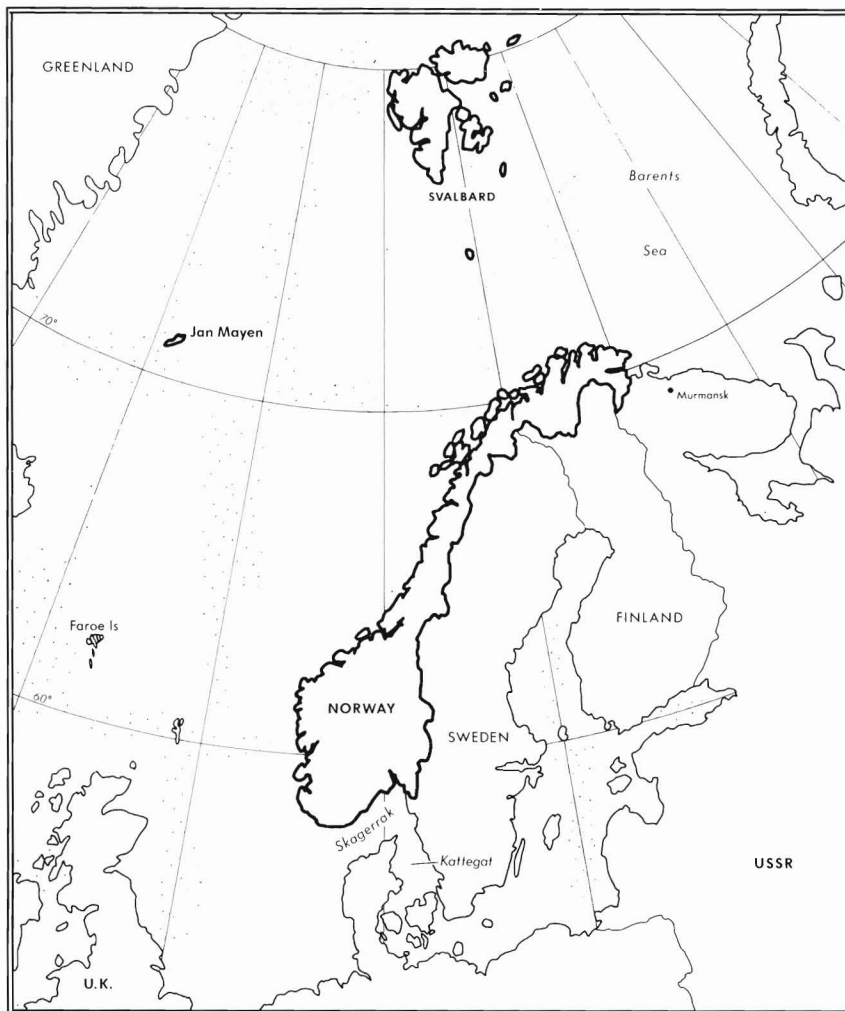 GREENLAND
SVALBARD
Barents
Sea
70°
Jan Mayen
Murmansk
Faroe Is
FINLAND
60°
NORWAY
SWEDEN
Skagerrak
Kattegat
USSR
U.K.